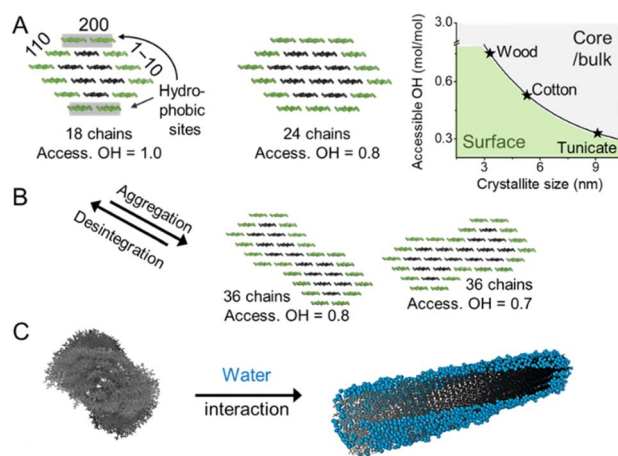 A
200
110
1~10
Hydro-
phobic
sites
18 chains
Access. OH = 1.0
24 chains
Access. OH = 0.8
Accessible OH (mol/mol)
3.0
0.6
0.3
Wood
Cotton
Tunicate
Core
/bulk
Surface
3
6
9
Crystallite size (nm)
B
Aggregation
Desintegration
36 chains
Access. OH = 0.8
36 chains
Access. OH = 0.7
C
Water
interaction